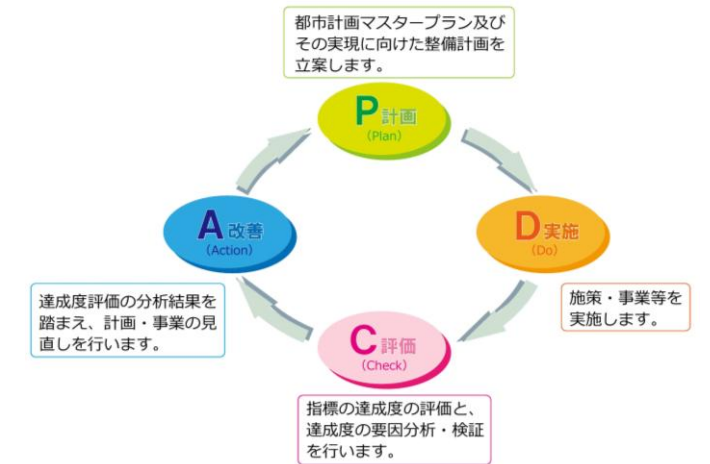 都市計画マスタープラン及び
その実現に向けた整備計画を
立案します。
P計画
(Plan)
D実施
(Do)
施策・事業等を
実施します。
C評価
(Check)
指標の達成度の評価と、
達成度の要因分析・検証
を行います。
A改善
(Action)
達成度評価の分析結果を
踏まえ、計画・事業の見
直しを行います。